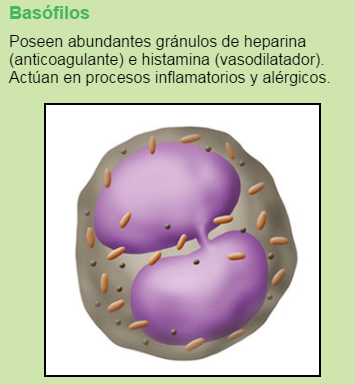 Basófilos
Poseen abundantes gránulos de heparina
(anticoagulante) e histamina (vasodilatador).
Actúan en procesos inflamatorios y alérgicos.